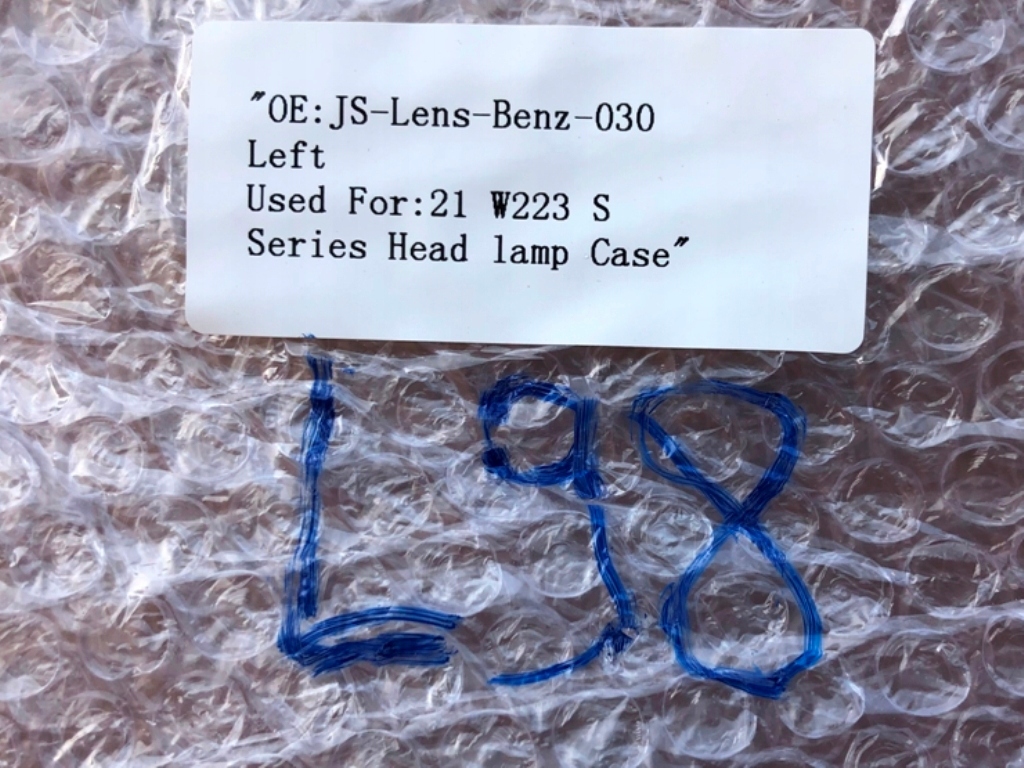 "OE:JS-Lens-Benz-030
Left
Used For:21 W223 S
Series Head lamp Case"
L98